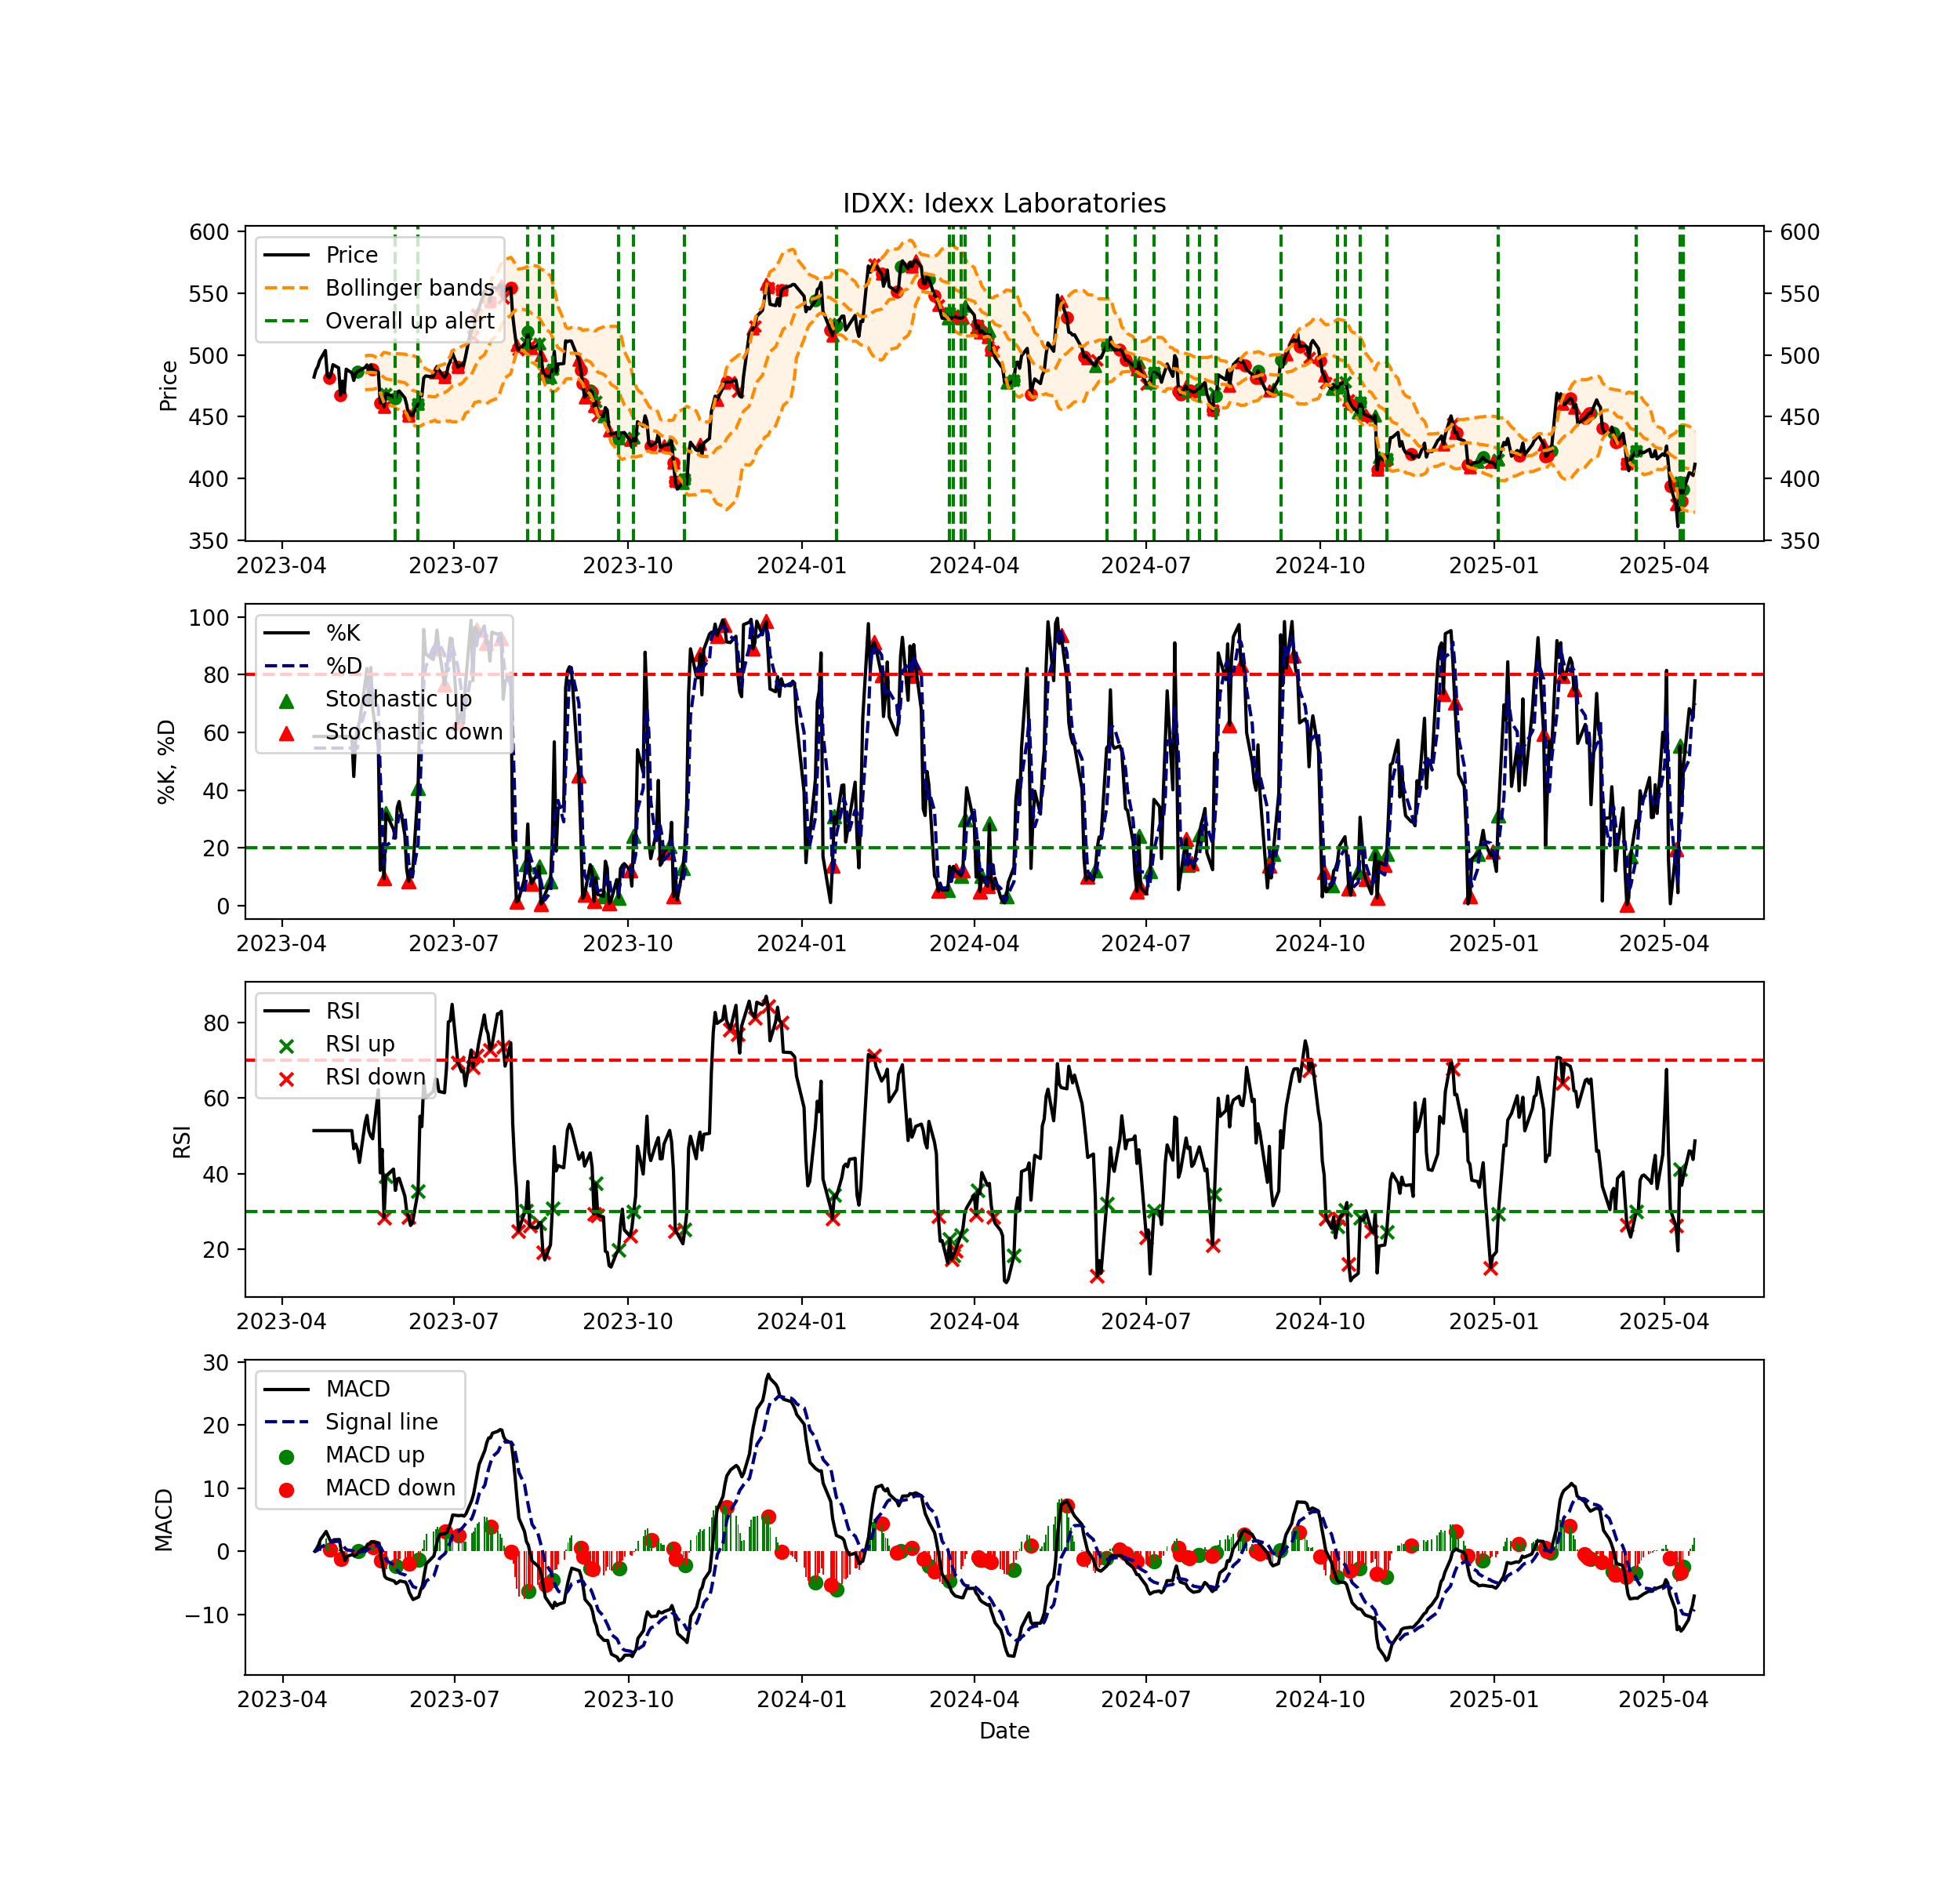 IDXX: Idexx Laboratories
600
550
500
450
400
350
Price
Price
Bollinger bands
Overall up alert
600
550
500
450
400
350
2023-04 2023-07 2023-10 2024-01 2024-04 2024-07 2024-10 2025-01 2025-04
100
80
60
40
20
0
%K, %D
%K
%D
Stochastic up
Stochastic down
2023-04 2023-07 2023-10 2024-01 2024-04 2024-07 2024-10 2025-01 2025-04
80
60
40
20
RSI
RSI
RSI up
RSI down
2023-04 2023-07 2023-10 2024-01 2024-04 2024-07 2024-10 2025-01 2025-04
30
20
10
0
−10
MACD
MACD
Signal line
MACD up
MACD down
2023-04 2023-07 2023-10 2024-01 2024-04 2024-07 2024-10 2025-01 2025-04
Date